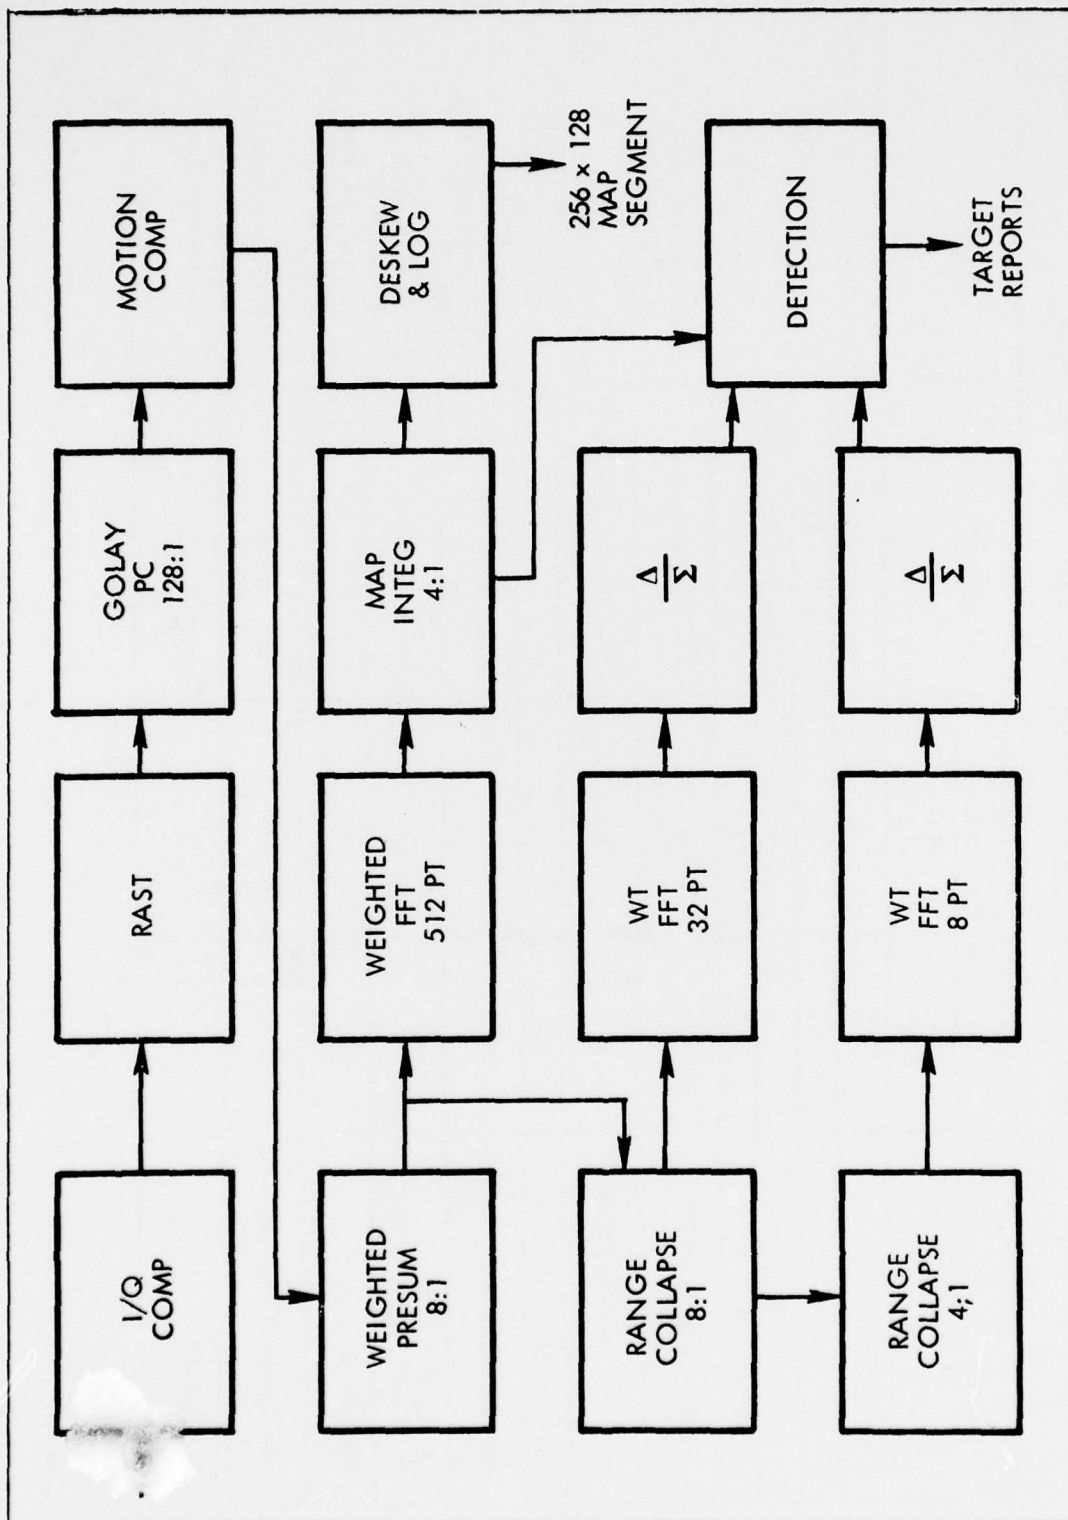 I/Q
COMP
RAST
GOLAY
PC
128:1
MOTION
COMP
WEIGHTED
PRESUM
8:1
WEIGHTED
FFT
512 PT
MAP
INTEG
4:1
DESKEW
& LOG
256 x 128
MAP
SEGMENT
RANGE
COLLAPSE
8:1
WT
FFT
32 PT
Δ
Σ
DETECTION
TARGET
REPORTS
RANGE
COLLAPSE
4;1
WT
FFT
8 PT
Δ
Σ